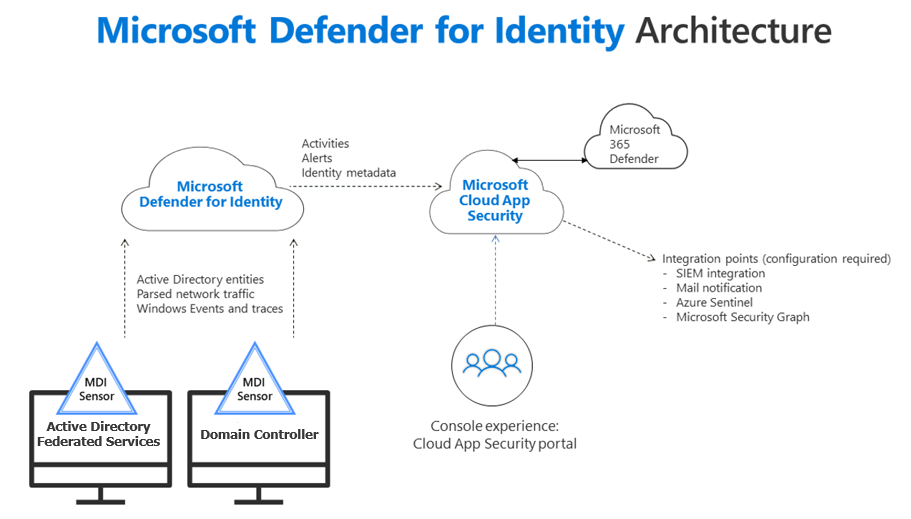 Microsoft Defender for Identity Architecture
Microsoft
365
Defender
Activities
Alerts
Identity metadata
Microsoft
Defender for Identity
Microsoft
Cloud App
Security
Active Directory entities
Parsed network traffic
Windows Events and traces
Integration points (configuration required)
- SIEM integration
- Mail notification
- Azure Sentinel
- Microsoft Security Graph
MDI
Sensor
Active Directory
Federated Services
MDI
Sensor
Domain Controller
Console experience:
Cloud App Security portal